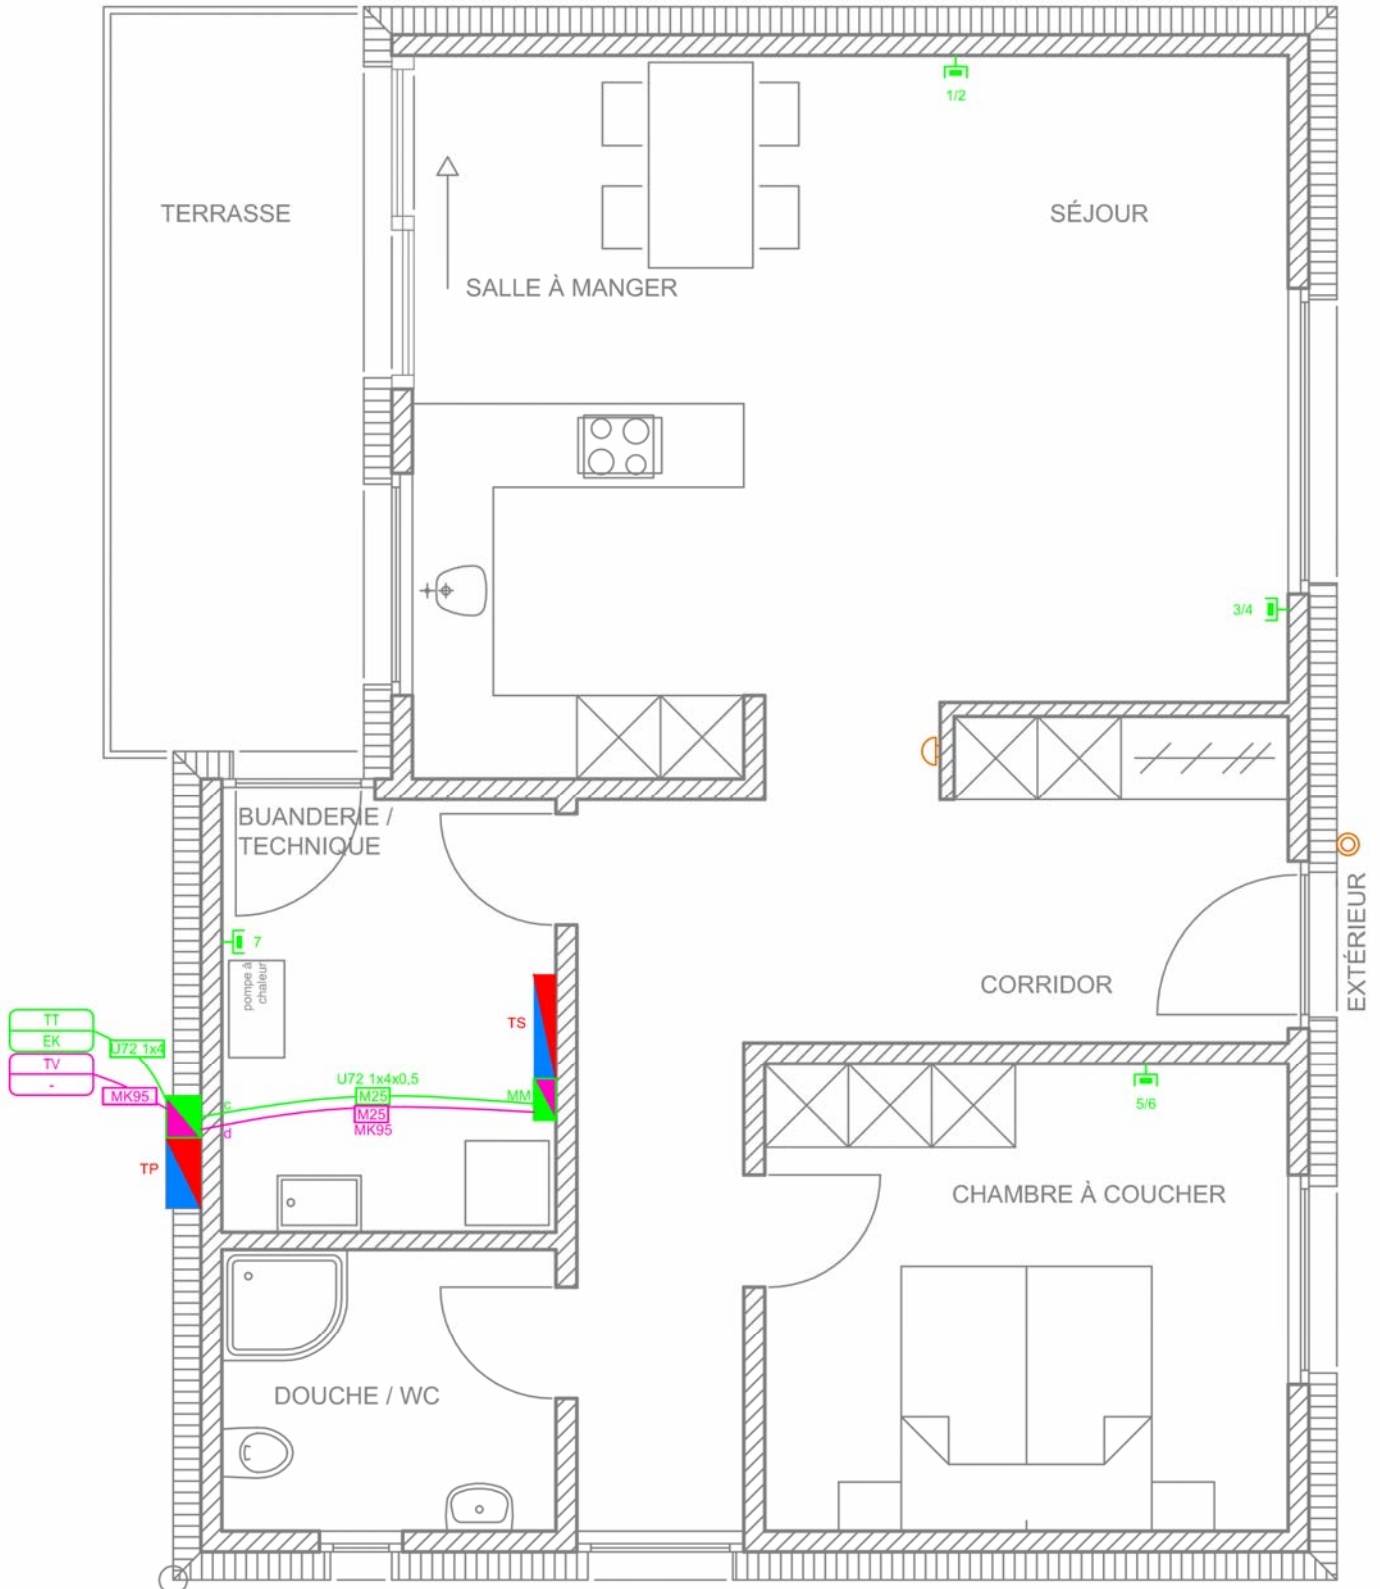 1/2
TERRASSE
SÉJOUR
SALLE À MANGER
3/4
BUANDERIE /
TECHNIQUE
EXTÉRIEUR
7
pompe à
chaleur
CORRIDOR
TT
EK
U72 1x4
TV
-
MK95
TS
U72 1x4x0,5
M25
MM
M25
MK95
c
d
5/6
TP
CHAMBRE À COUCHER
DOUCHE / WC